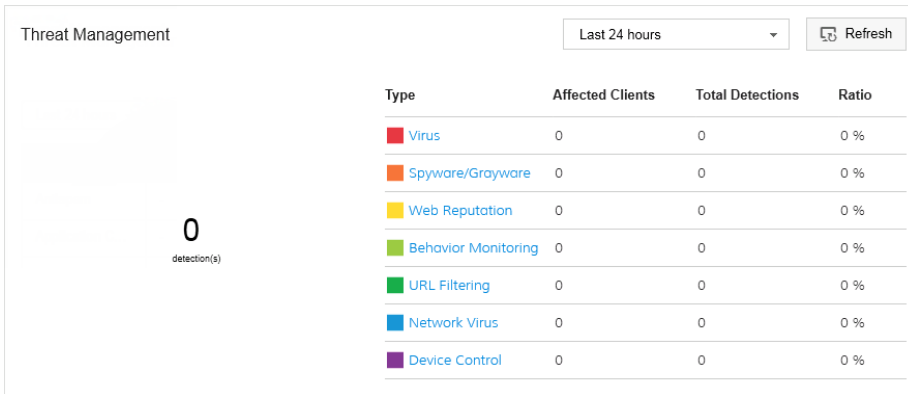 Threat Management
Last 24 hours
Refresh
Type Affected Clients Total Detections Ratio
Virus 0 0 0 %
Spyware/Grayware 0 0 0 %
Web Reputation 0 0 0 %
Behavior Monitoring 0 0 0 %
URL Filtering 0 0 0 %
Network Virus 0 0 0 %
Device Control 0 0 0 %
0
detection(s)